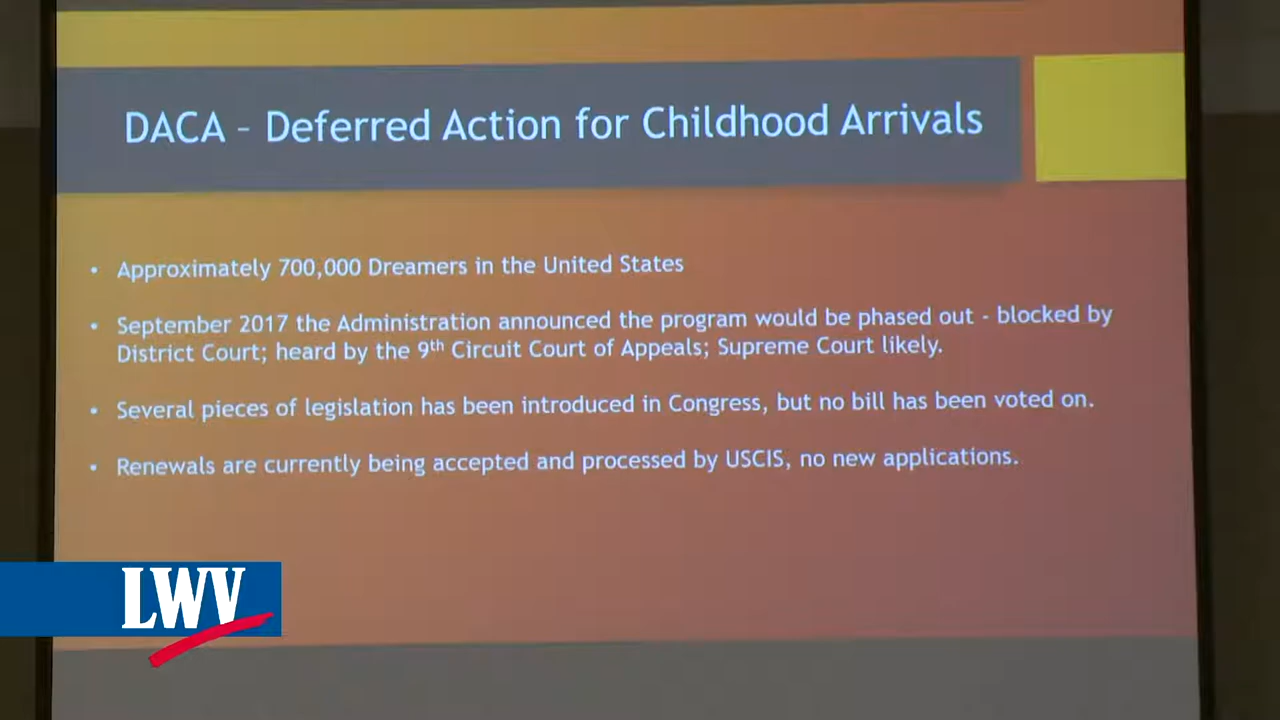 DACA – Deferred Action for Childhood Arrivals
• Approximately 700,000 Dreamers in the United States
• September 2017 the Administration announced the program would be phased out - blocked by
District Court; heard by the 9th Circuit Court of Appeals; Supreme Court likely.
• Several pieces of legislation has been introduced in Congress, but no bill has been voted on.
• Renewals are currently being accepted and processed by USCIS, no new applications.
LWV